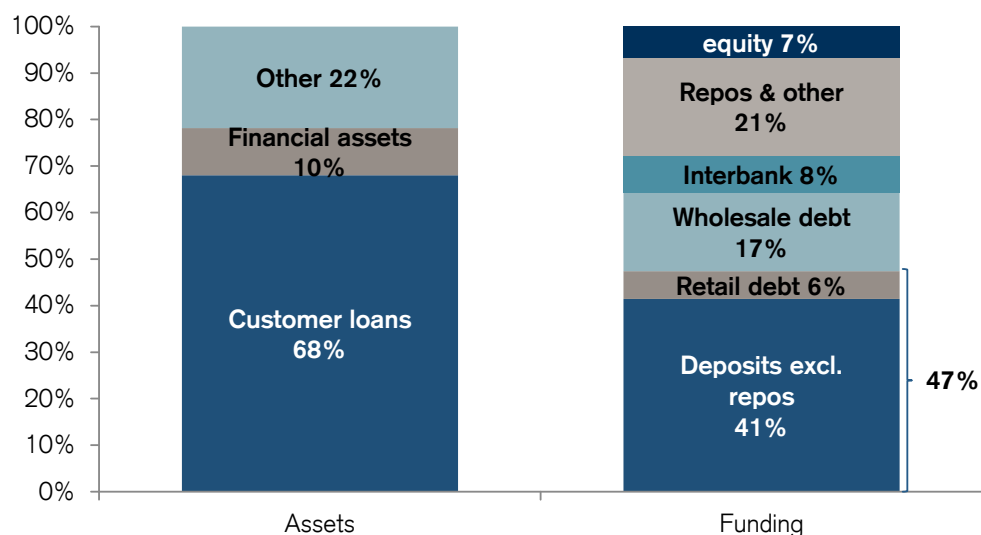 100%
90%
80%
70%
60%
50%
40%
30%
20%
10%
0%
Other 22%
Financial assets
10%
Customer loans
68%
equity 7%
Repos & other
21%
Interbank 8%
Wholesale debt
17%
Retail debt 6%
Deposits excl.
repos
41%
47%
Assets
Funding